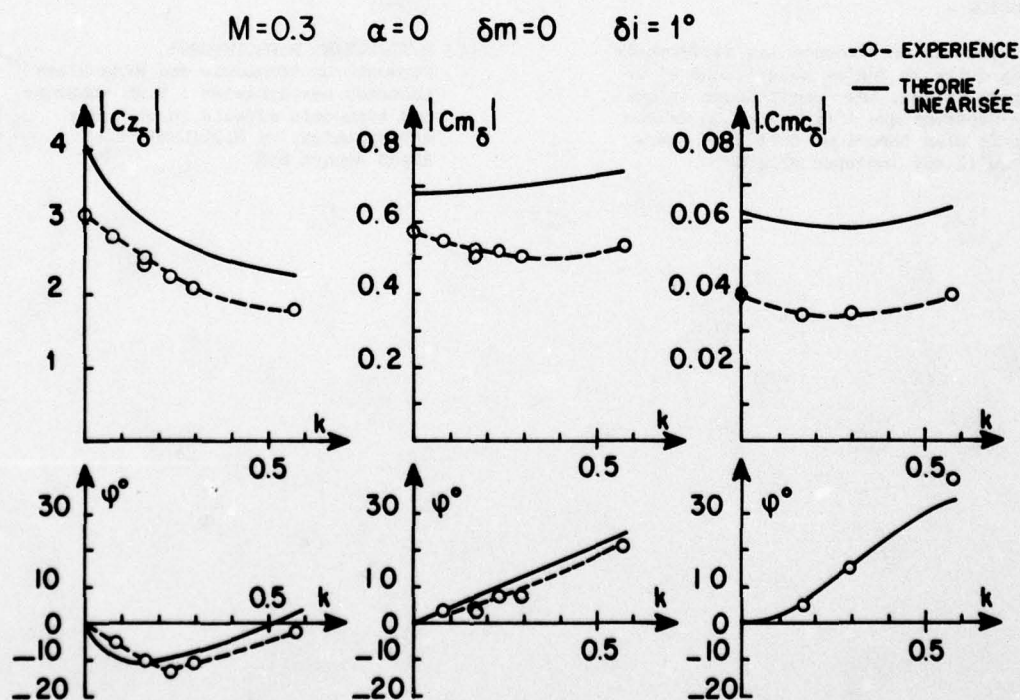 M=0.3 α=0 δm=0 δi=1°
EXPERIENCE
THEORIE LINEARISÉE
|Cz_δ|
4
3
2
1
k
0.5
|Cm_δ|
0.8
0.6
0.4
0.2
k
0.5
|Cmc_δ|
0.08
0.06
0.04
0.02
k
0.5
φ°
30
10
0
-10
-20
0.5
k
φ°
30
10
0
-10
-20
k
0.5
φ°
30
10
0
-10
-20
k
0.5